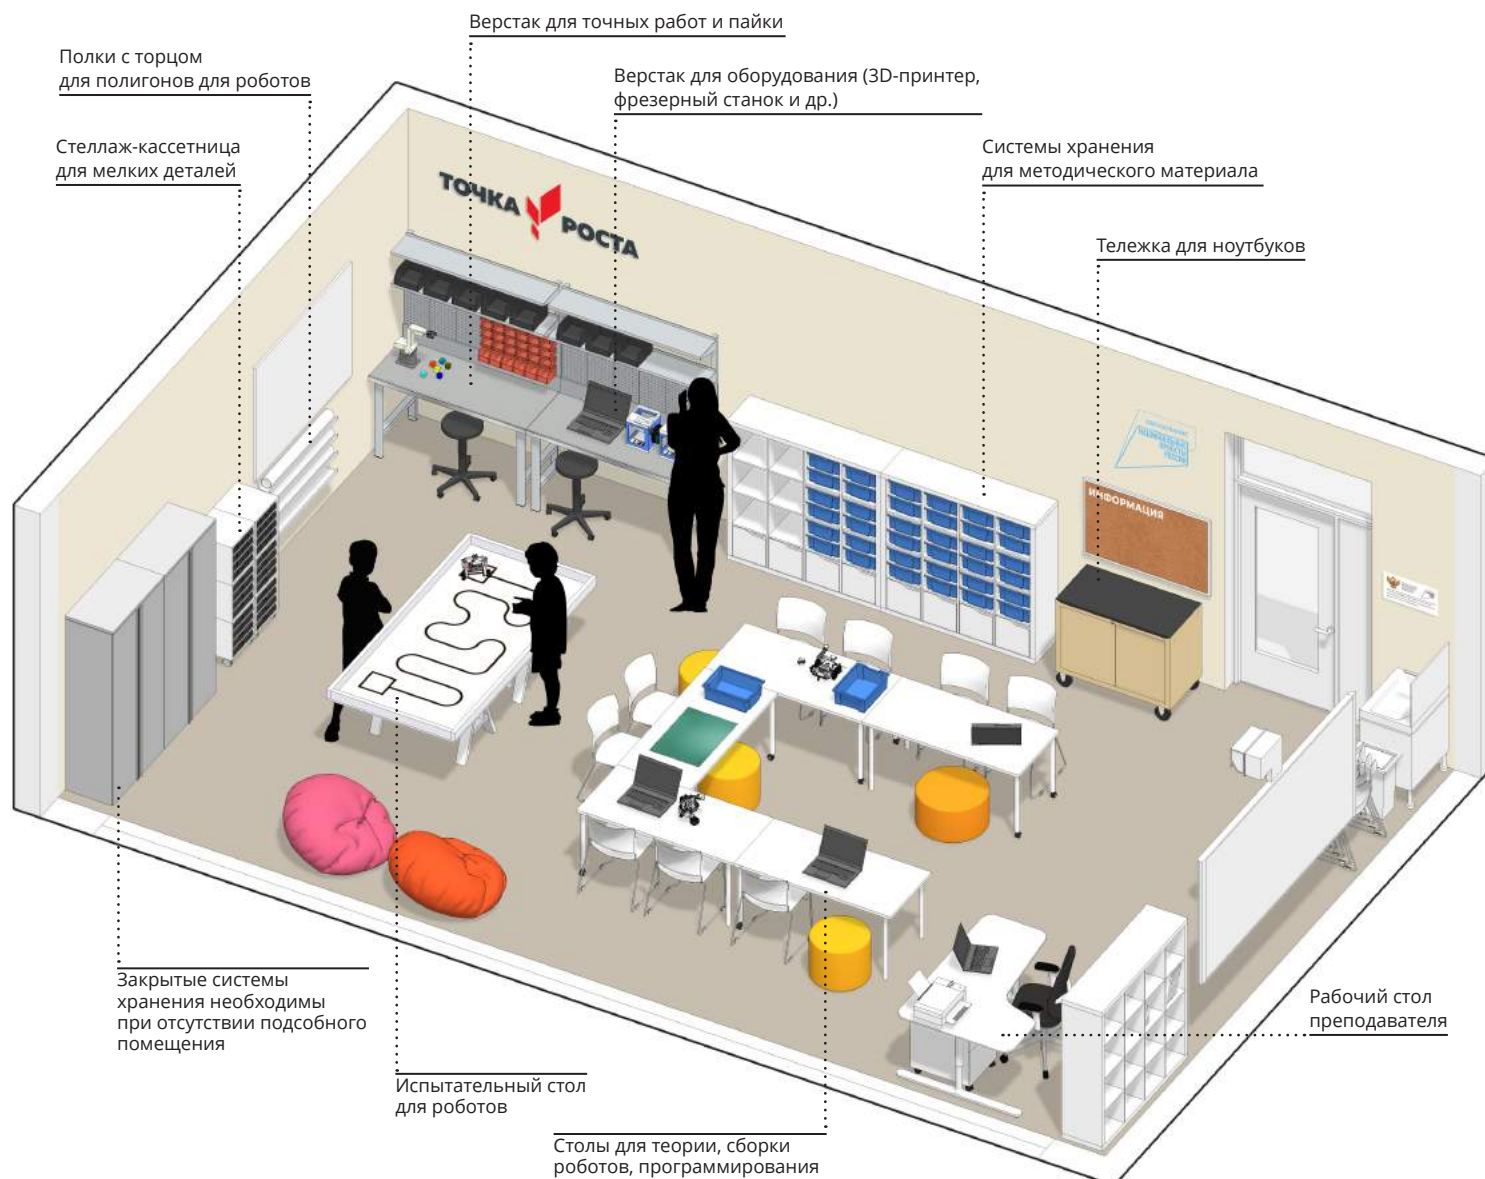 Верстак для точных работ и пайки
Полки с торцом
для полигонов для роботов
Верстак для оборудования (3D-принтер,
фрезерный станок и др.)
Стеллаж-кассетница
для мелких деталей
Системы хранения
для методического материала
Тележка для ноутбуков
ТОЧКА
РОСТА
ИНФОРМАЦИЯ
Закрытые системы
хранения необходимы
при отсутствии подсобного
помещения
Рабочий стол
преподавателя
Испытательный стол
для роботов
Столы для теории, сборки
роботов, программирования